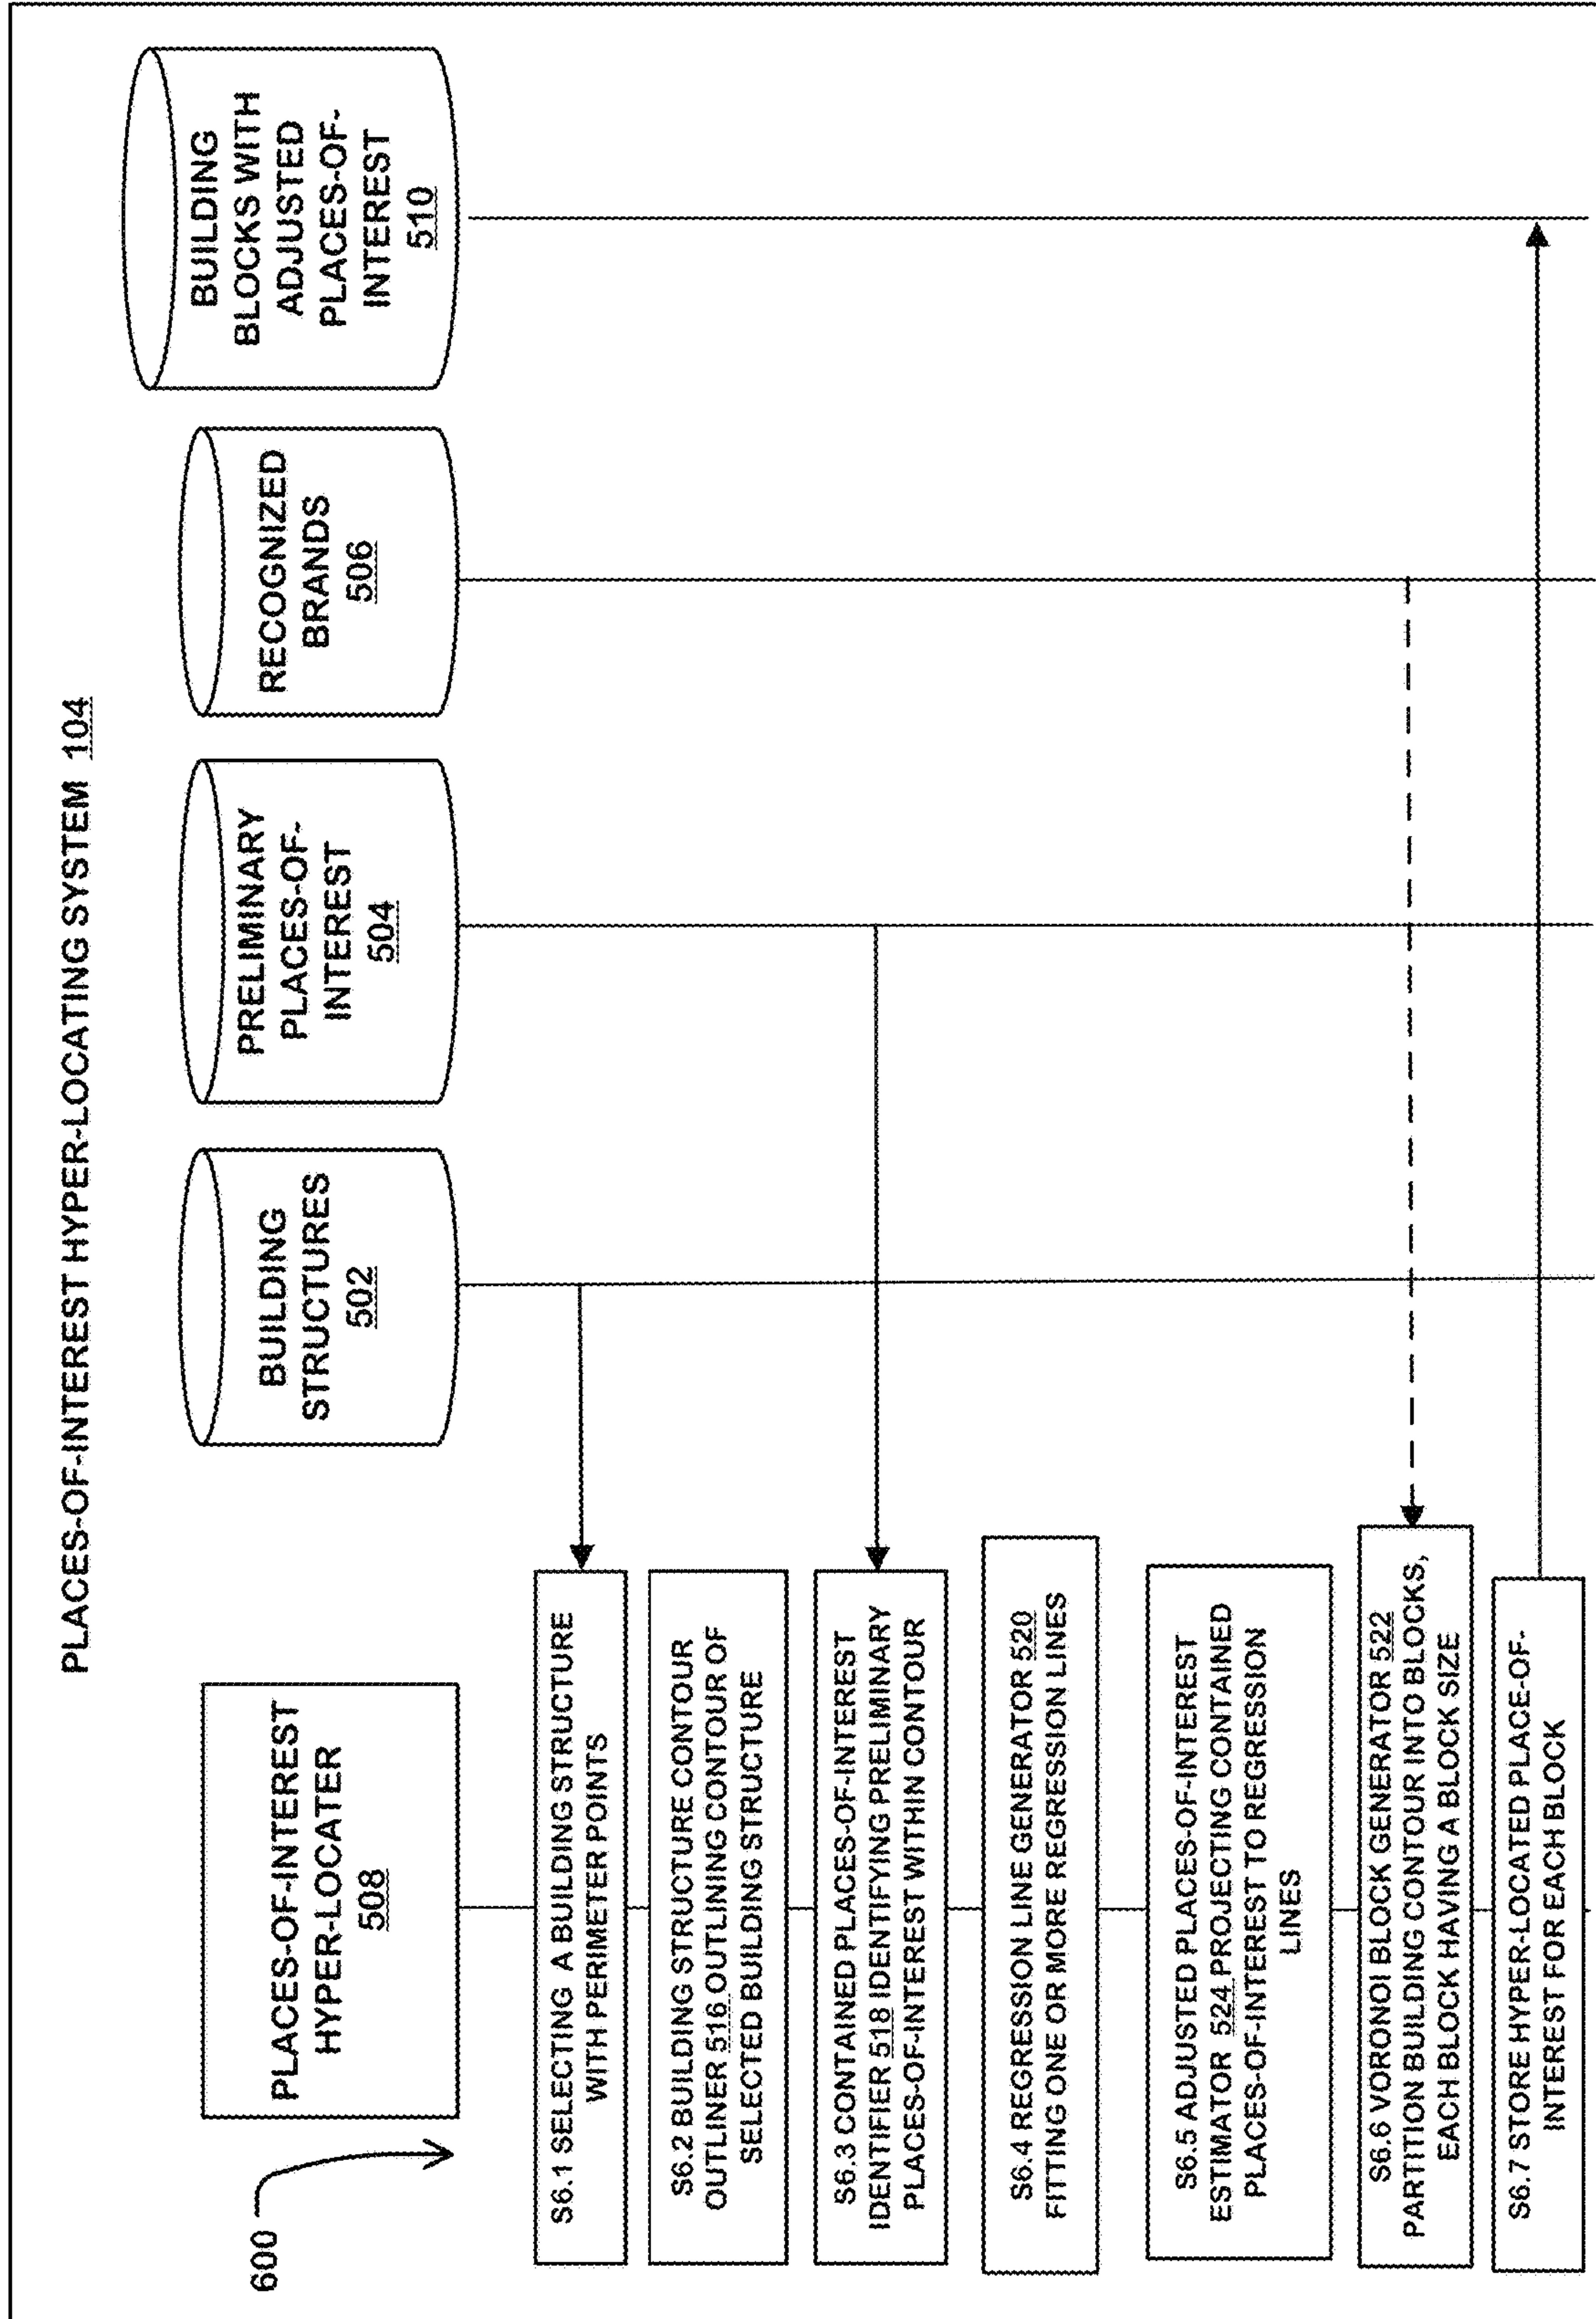 PLACES-OF-INTEREST HYPER-LOCATING SYSTEM 104
PLACES-OF-INTEREST
HYPER-LOCATER
508
BUILDING
STRUCTURES
502
PRELIMINARY
PLACES-OF-
INTEREST
504
RECOGNIZED
BRANDS
506
BUILDING
BLOCKS WITH
ADJUSTED
PLACES-OF-
INTEREST
510
600
S6.1 SELECTING A BUILDING STRUCTURE
WITH PERIMETER POINTS
S6.2 BUILDING STRUCTURE CONTOUR
OUTLINER 516 OUTLINING CONTOUR OF
SELECTED BUILDING STRUCTURE
S6.3 CONTAINED PLACES-OF-INTEREST
IDENTIFIER 518 IDENTIFYING PRELIMINARY
PLACES-OF-INTEREST WITHIN CONTOUR
S6.4 REGRESSION LINE GENERATOR 520
FITTING ONE OR MORE REGRESSION LINES
S6.5 ADJUSTED PLACES-OF-INTEREST
ESTIMATOR 524 PROJECTING CONTAINED
PLACES-OF-INTEREST TO REGRESSION
LINES
S6.6 VORONOI BLOCK GENERATOR 522
PARTITION BUILDING CONTOUR INTO BLOCKS,
EACH BLOCK HAVING A BLOCK SIZE
S6.7 STORE HYPER-LOCATED PLACE-OF-
INTEREST FOR EACH BLOCK